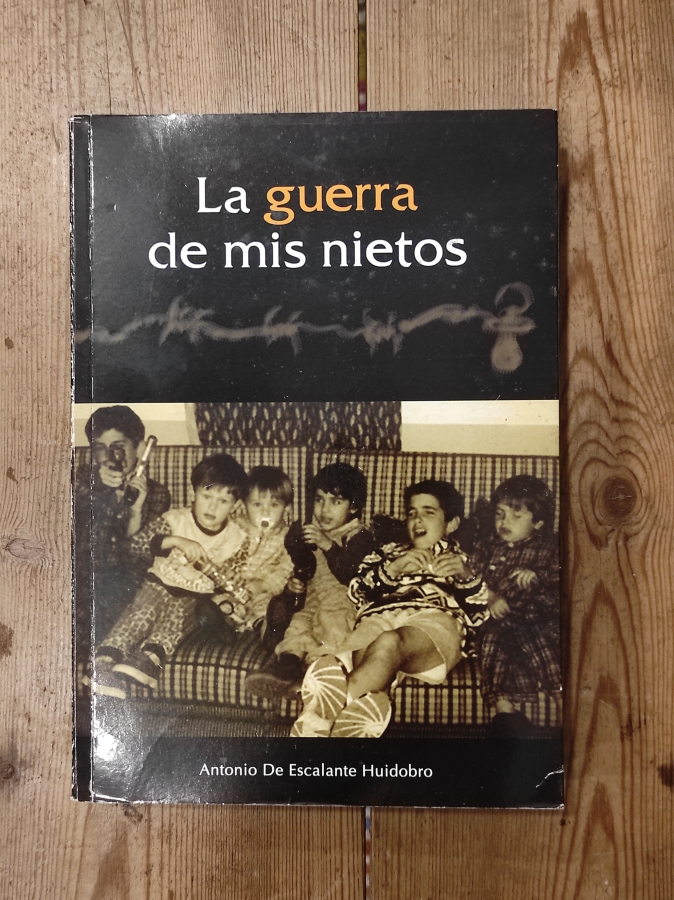 La guerra
de mis nietos
Antonio De Escalante Huidobro